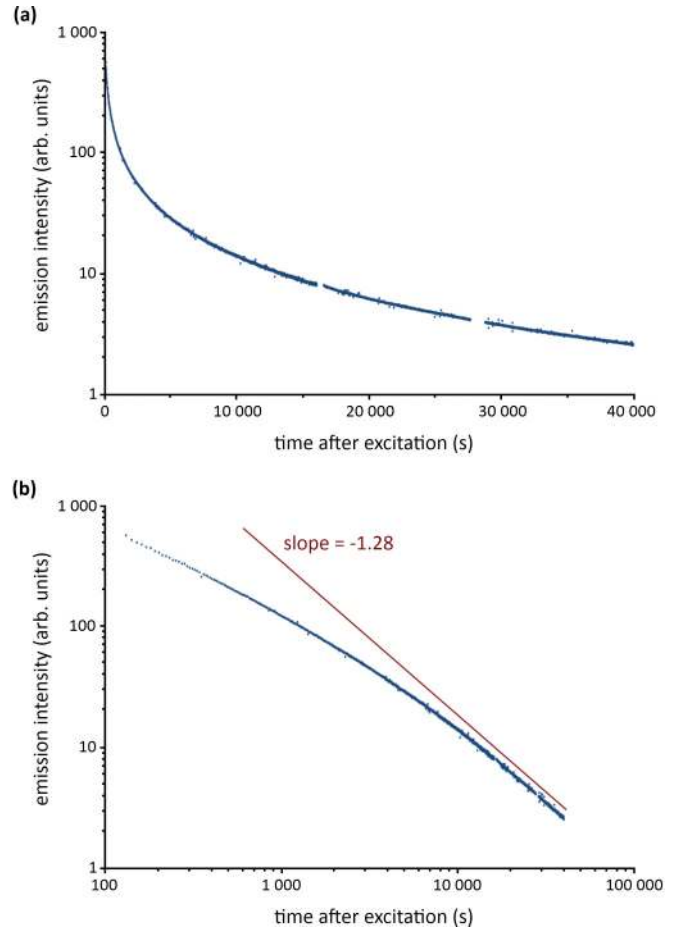 (a)
1 000
100
10
1
emission intensity (arb. units)
0
10 000
20 000
30 000
40 000
time after excitation (s)
(b)
1 000
100
10
1
emission intensity (arb. units)
slope = -1.28
100
1 000
10 000
100 000
time after excitation (s)